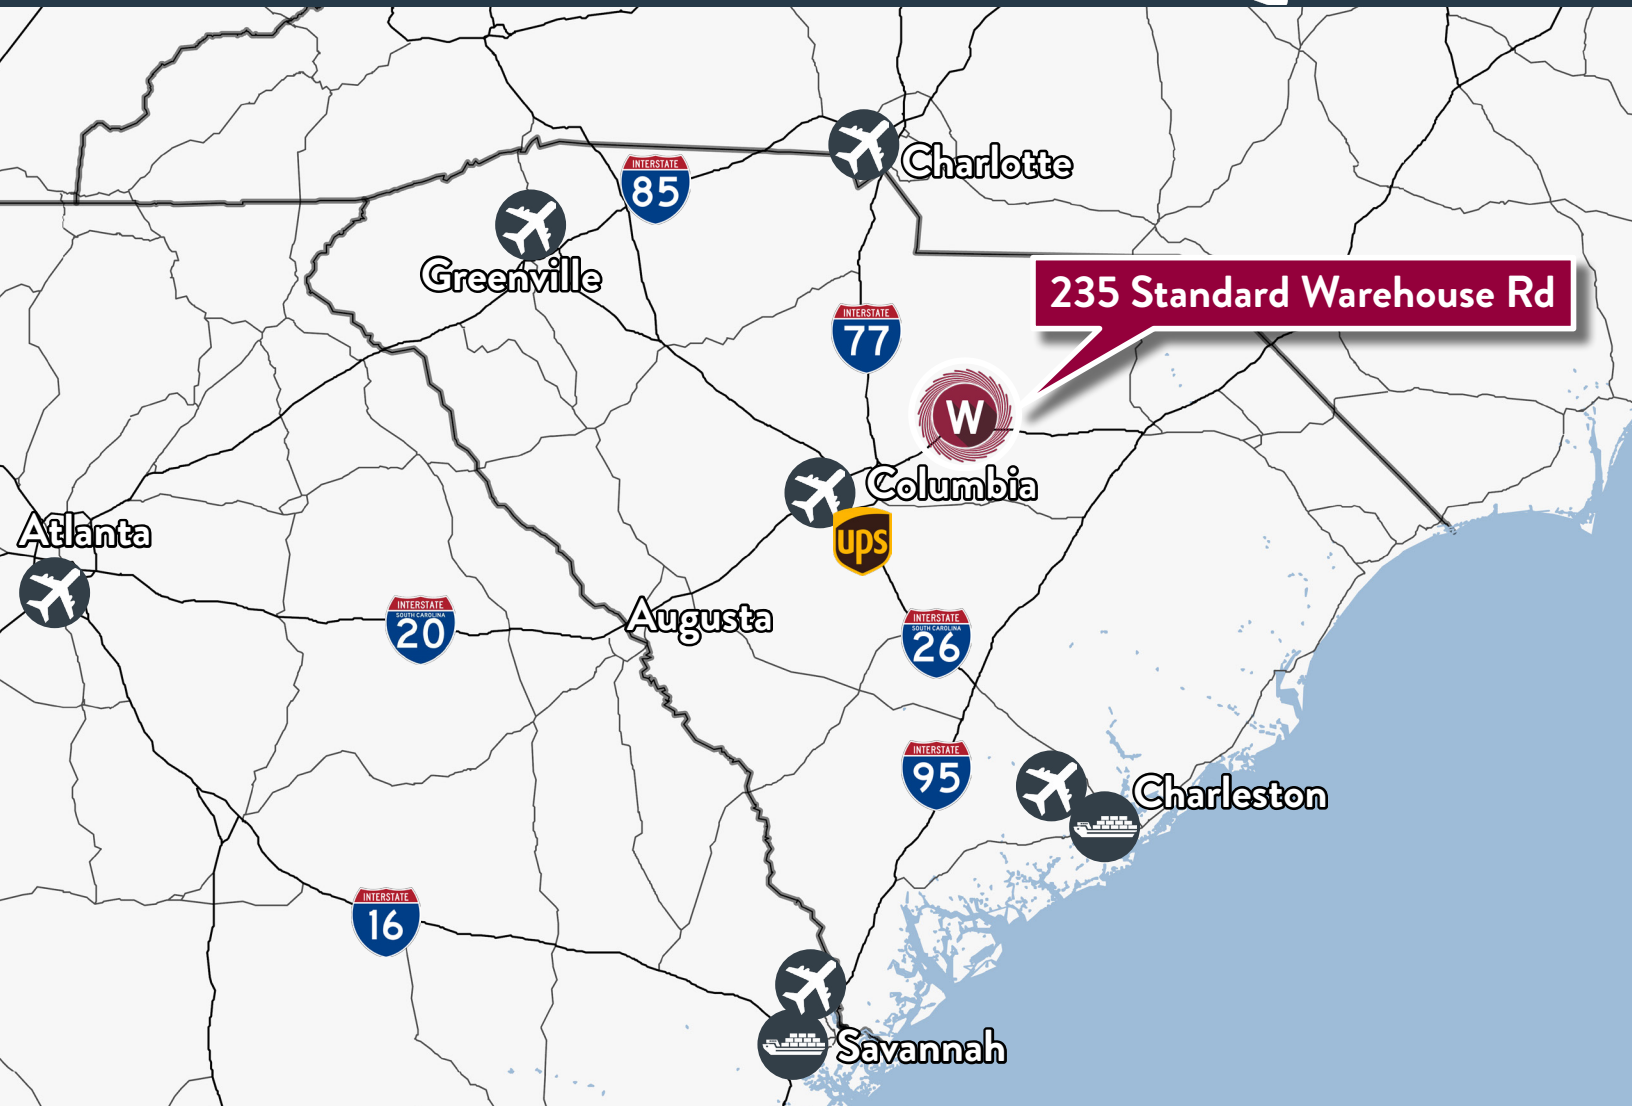 Charlotte
INTERSTATE
85
Greenville
235 Standard Warehouse Rd
INTERSTATE
77
W
Columbia
ups
Atlanta
INTERSTATE
SOUTH CAROLINA
20
Augusta
INTERSTATE
SOUTH CAROLINA
26
INTERSTATE
95
Charleston
INTERSTATE
16
Savannah